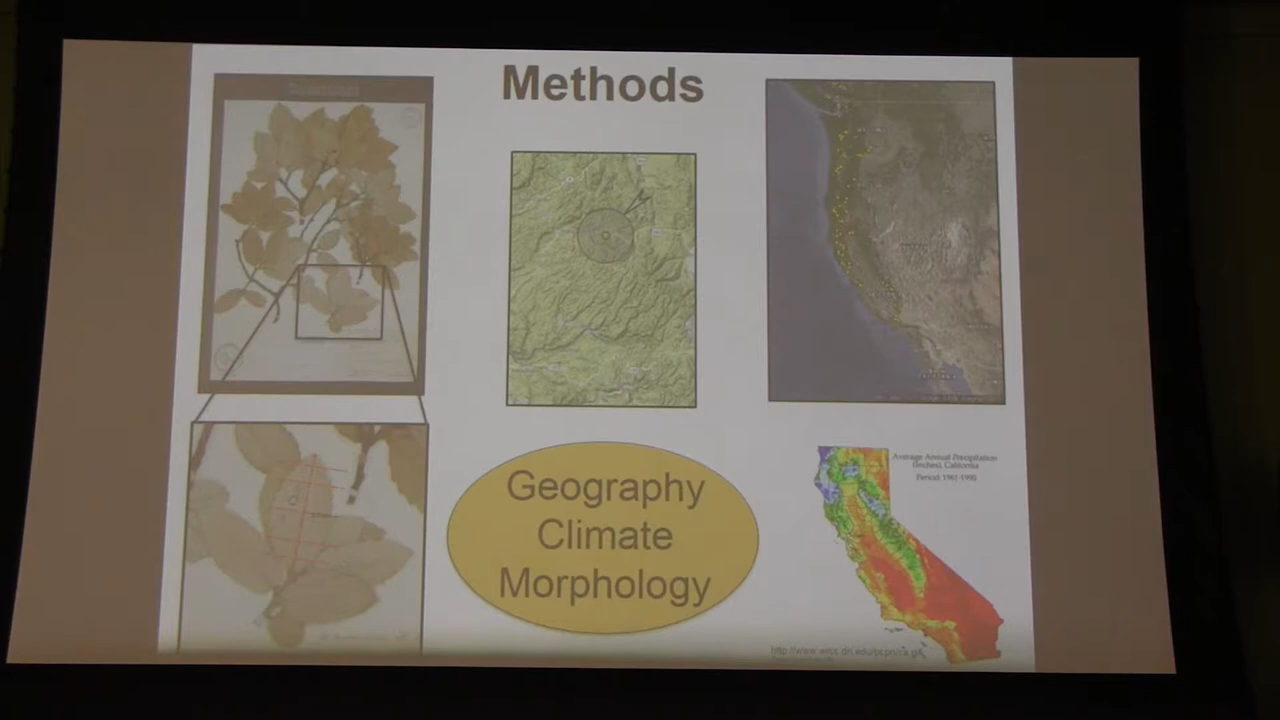 Methods
Geography
Climate
Morphology
Average Annual Precipitation
(Inches), California
Period: 1961-1990